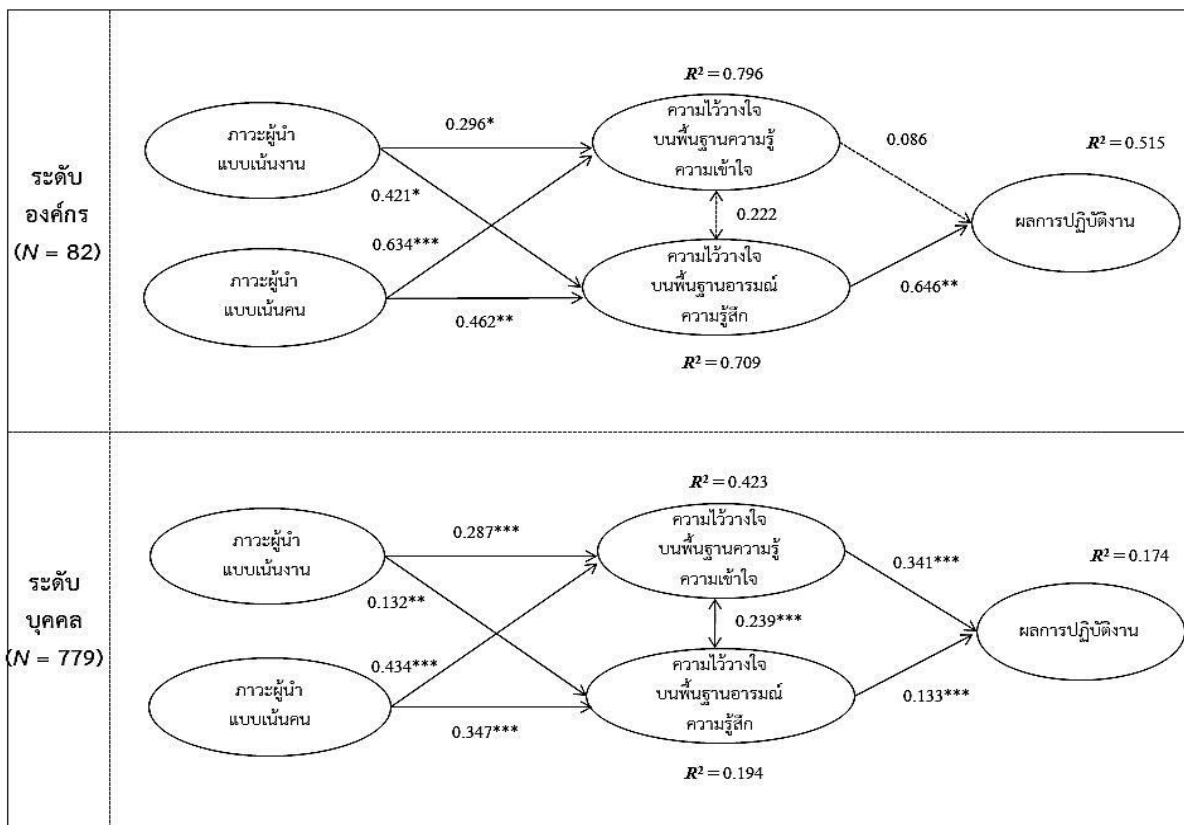 ระดับ
องค์กร
(N = 82)
ภาวะผู้นำ
แบบเน้นงาน
ภาวะผู้นำ
แบบเน้นคน
0.296*
0.421*
0.634***
0.462**
R² = 0.796
ความไว้วางใจ
บนพื้นฐานความรู้
ความเข้าใจ
0.222
ความไว้วางใจ
บนพื้นฐานอารมณ์
ความรู้สึก
R² = 0.709
0.086
0.646**
R² = 0.515
ผลการปฏิบัติงาน
ระดับ
บุคคล
(N = 779)
ภาวะผู้นำ
แบบเน้นงาน
ภาวะผู้นำ
แบบเน้นคน
0.287***
0.132**
0.434***
0.347***
R² = 0.423
ความไว้วางใจ
บนพื้นฐานความรู้
ความเข้าใจ
0.239***
ความไว้วางใจ
บนพื้นฐานอารมณ์
ความรู้สึก
R² = 0.194
0.341***
0.133***
R² = 0.174
ผลการปฏิบัติงาน